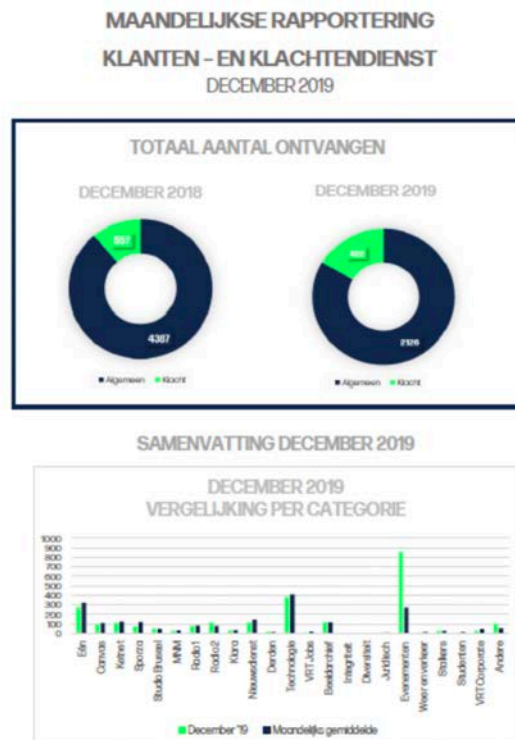 MAANDELIJKSE RAPPORTERING
KLANTEN - EN KLACHTENDIENST
DECEMBER 2019
TOTAAL AANTAL ONTVANGEN
DECEMBER 2018
DECEMBER 2019
557
4387
2126
Algemeen Klacht
Algemeen Klacht
SAMENVATTING DECEMBER 2019
DECEMBER 2019
VERGELIJKING PER CATEGORIE
1000
900
800
700
600
500
400
300
200
100
0
Eén
Canvas
Ketnet
Sporza
Studio Brussel
MNM
Radio1
Radio2
Klara
Nieuwsdienst
Derden
Technologie
VRT Jobs
Beeldarchief
Integriteit
Diversiteit
Juridisch
Evenementen
Weer en verkeer
Stations
Studenten
VRT Corporate
Andere
December '19 Maandelijks gemiddelde